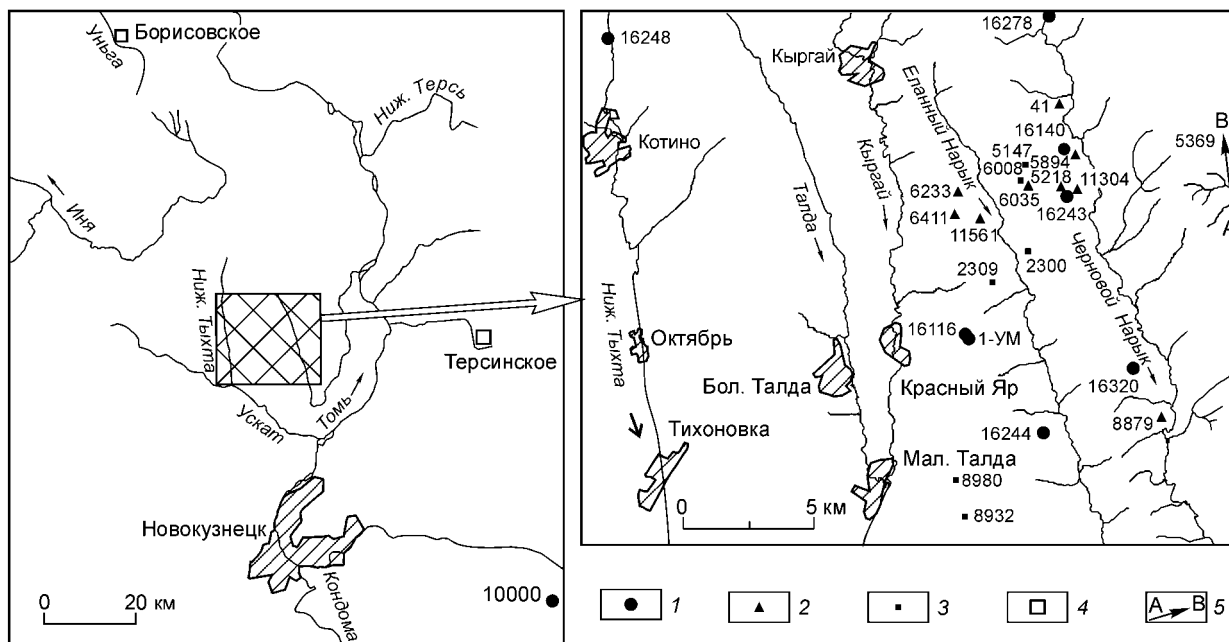 Борисовское
Уньга
Ниж. Терсь
Иня
Ниж. Тыхта
Терсинское
Томь
Ускат
Новокузнецк
Кондома
10000
0 20 км
16248
Котино
Ниж. Тыхта
Октябрь
Тихоновка
Талда
Бол. Талда
Кыргай
Кыргай
Красный Яр
Мал. Талда
Еланный Нарык
Черновой Нарык
16278
41
16140
5147
5894
6008
5218
11304
6035
16243
6233
6411
11561
2309
2300
16116
1-УМ
16320
8879
16244
8980
8932
В
5369
А
0 5 км
1 2 3 4 А В 5